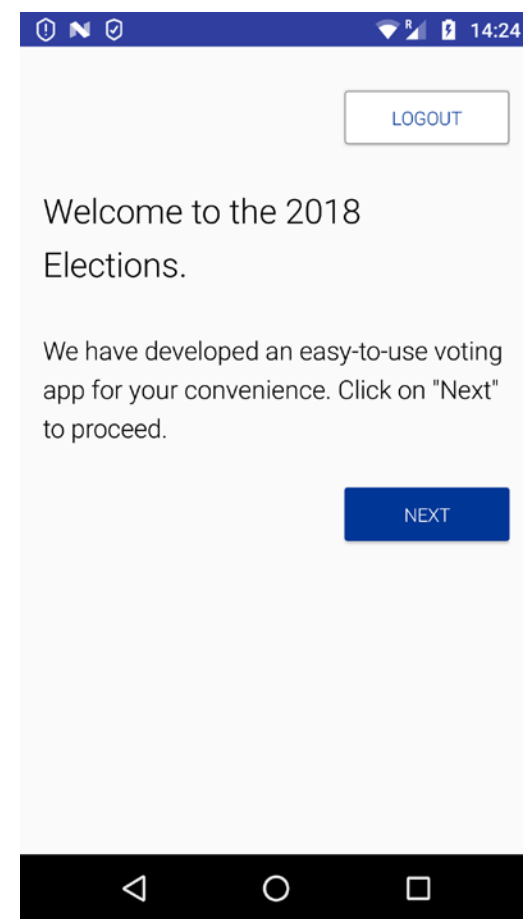 R
14:24
LOGOUT
Welcome to the 2018
Elections.
We have developed an easy-to-use voting
app for your convenience. Click on "Next"
to proceed.
NEXT